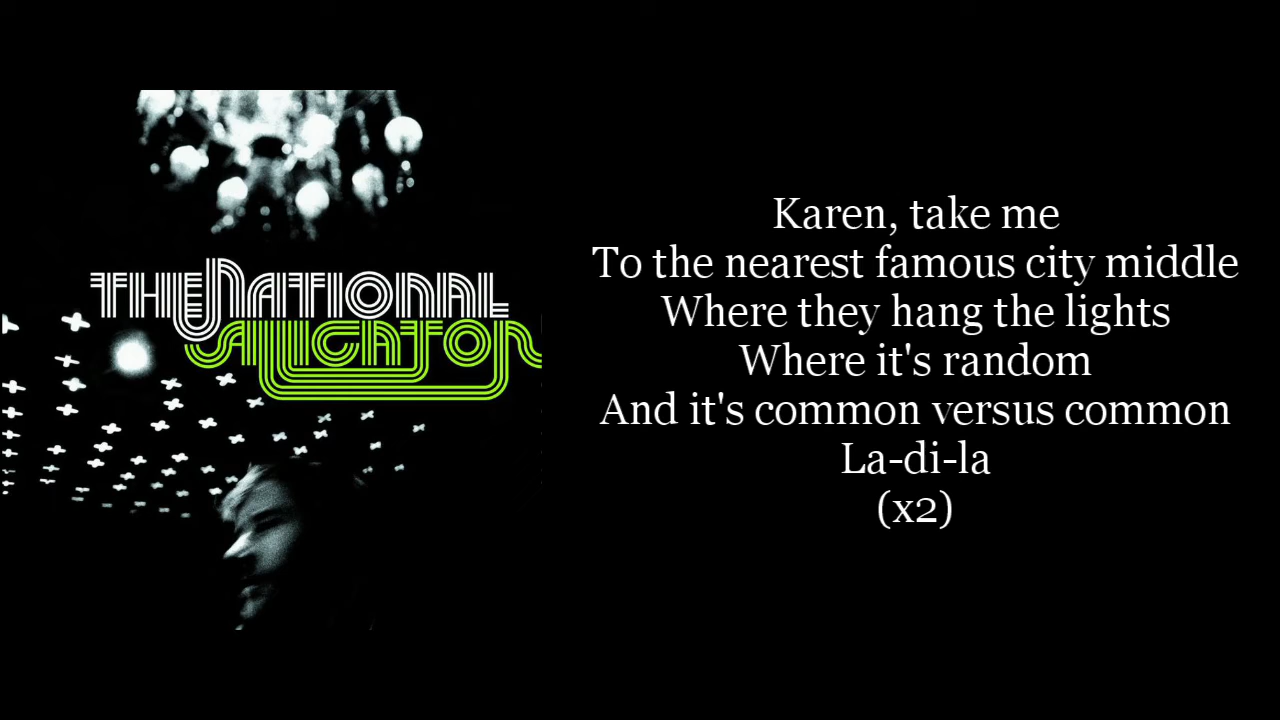 THE NATIONAL
ALLIGATOR
Karen, take me
To the nearest famous city middle
Where they hang the lights
Where it's random
And it's common versus common
La-di-la
(x2)